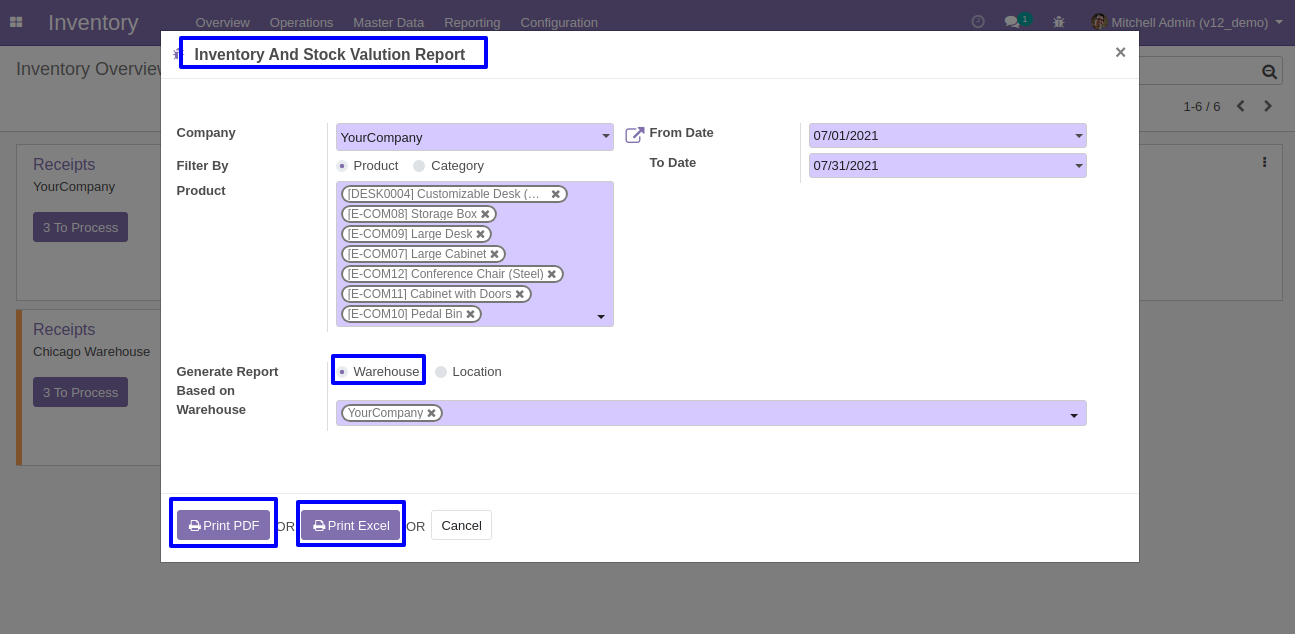 Inventory
Overview Operations Master Data Reporting Configuration
1 Mitchell Admin (v12_demo)
Inventory And Stock Valution Report ×
Inventory Overview
1-6 / 6
Company YourCompany
From Date 07/01/2021
Filter By Product Category
To Date 07/31/2021
Product
[DESK0004] Customizable Desk (...
[E-COM08] Storage Box
[E-COM09] Large Desk
[E-COM07] Large Cabinet
[E-COM12] Conference Chair (Steel)
[E-COM11] Cabinet with Doors
[E-COM10] Pedal Bin
Generate Report
Based on
Warehouse Location
Warehouse
YourCompany
Print PDF OR Print Excel OR Cancel
Receipts
YourCompany
3 To Process
Receipts
Chicago Warehouse
3 To Process